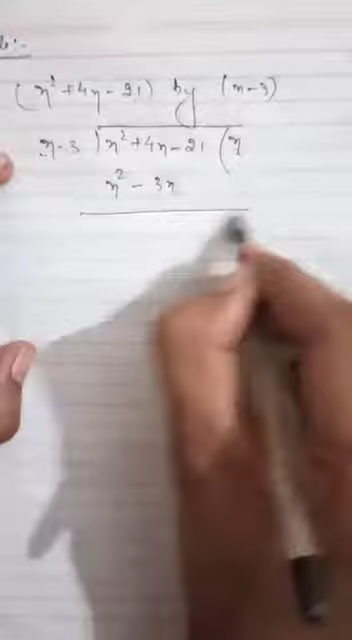 (x²+4x-21) by (x-3)
x-3 )x²+4x-21 (x
x² - 3x